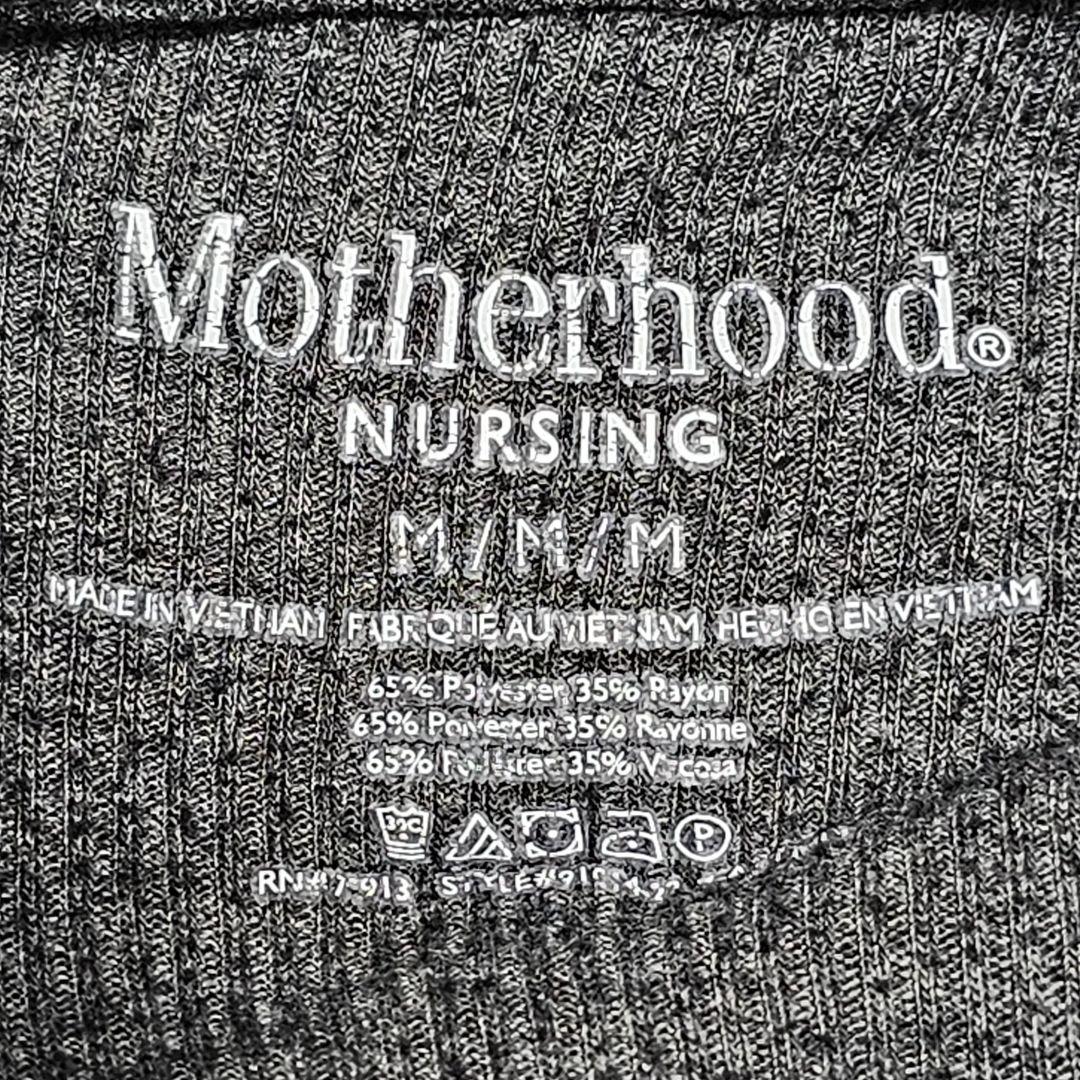 Motherhood®
NURSING
M/M/M
MADE IN VIETNAM FABRIQUÉ AU VIETNAM HECHO EN VIETNAM
65% Polyester 35% Rayon
65% Polyester 35% Rayonne
65% Poliéster 35% Viscosa
30C
P